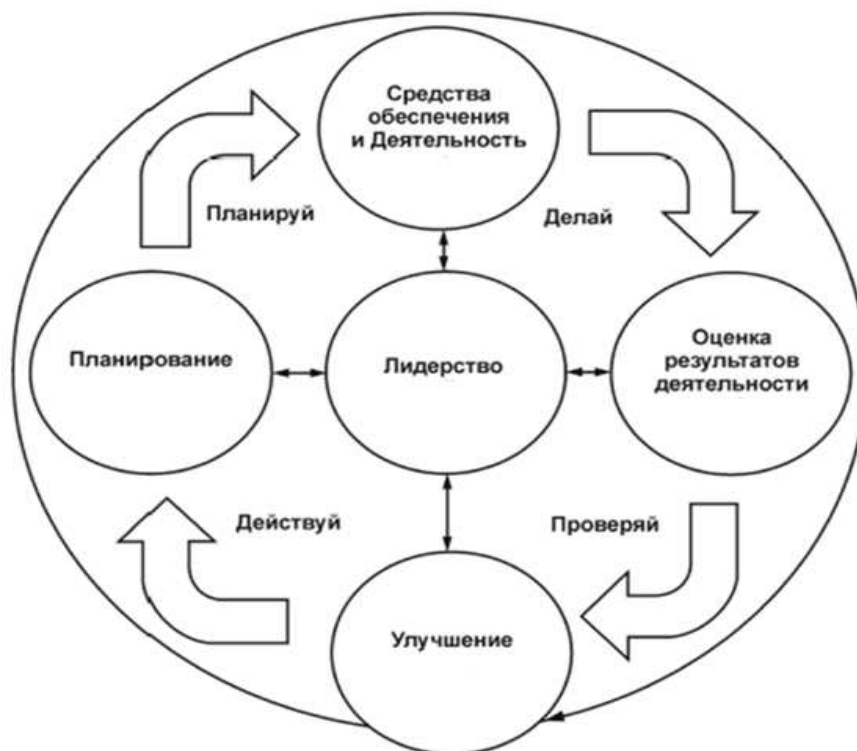 Средства
обеспечения
и Деятельность
Планируй
Делай
Планирование
Лидерство
Оценка
результатов
деятельности
Действуй
Проверяй
Улучшение